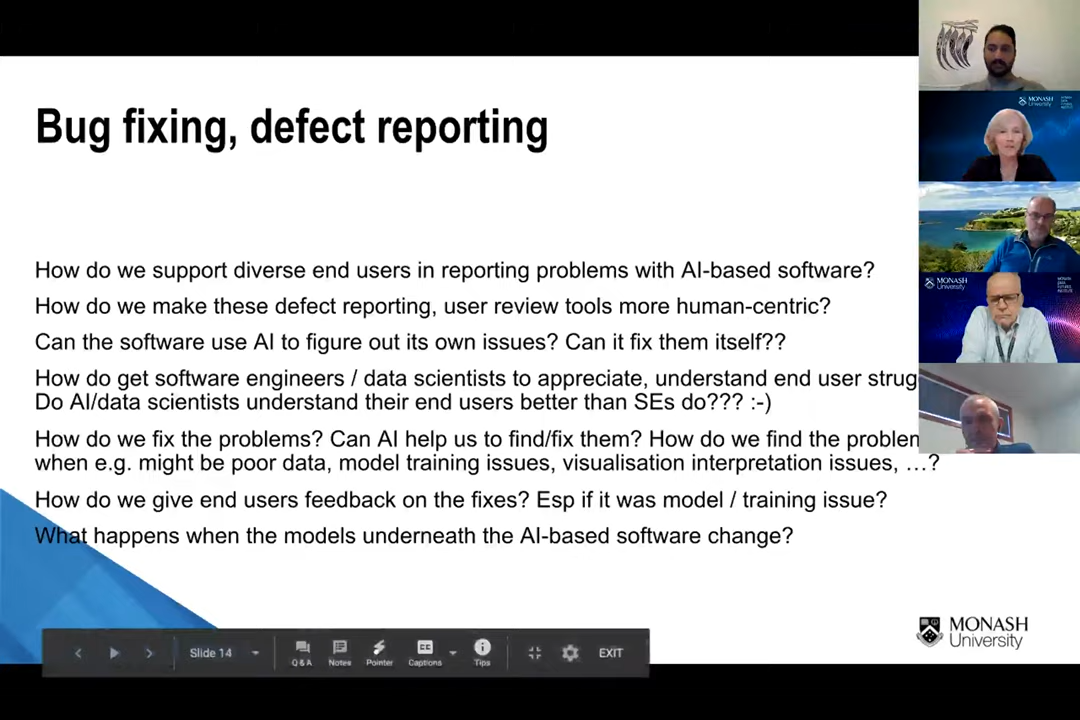 Bug fixing, defect reporting
How do we support diverse end users in reporting problems with AI-based software?
How do we make these defect reporting, user review tools more human-centric?
Can the software use AI to figure out its own issues? Can it fix them itself??
How do get software engineers / data scientists to appreciate, understand end user
Do AI/data scientists understand their end users better than SEs do??? :-)
How do we fix the problems? Can AI help us to find/fix them? How do we find the
when e.g. might be poor data, model training issues, visualisation interpretation issues, …?
How do we give end users feedback on the fixes? Esp if it was model / training issue?
What happens when the models underneath the AI-based software change?
Slide 14
Q & A
Notes
Pointer
Captions
Tips
EXIT
MONASH
University
MONASH
University
MONASH
University